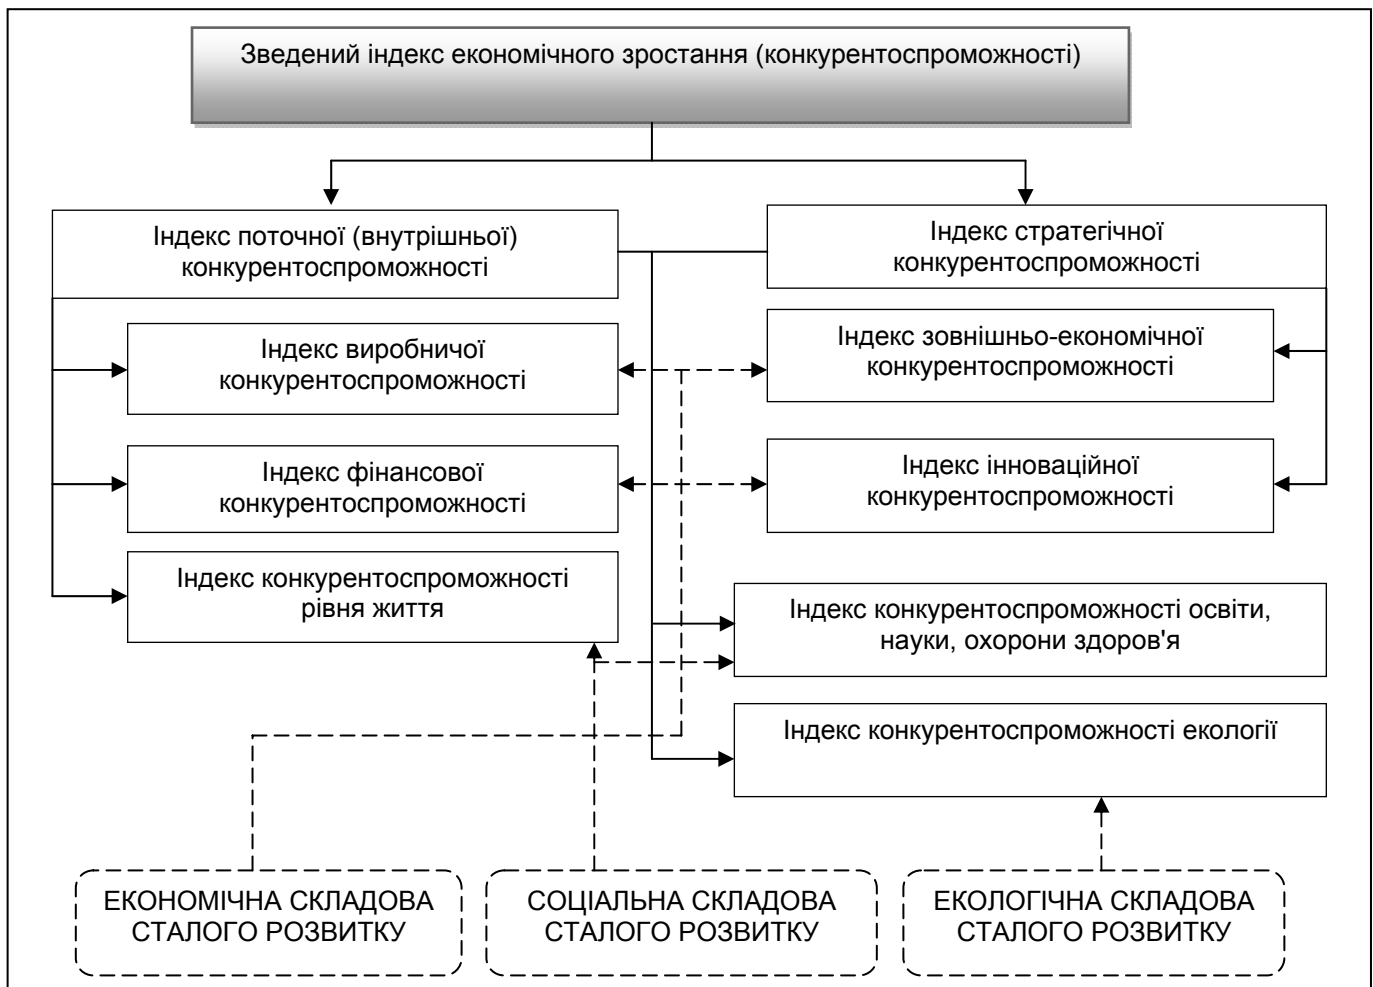 Зведений індекс економічного зростання (конкурентоспроможності)
Індекс поточної (внутрішньої)
конкурентоспроможності
Індекс стратегічної
конкурентоспроможності
Індекс виробничої
конкурентоспроможності
Індекс зовнішньо-економічної
конкурентоспроможності
Індекс фінансової
конкурентоспроможності
Індекс інноваційної
конкурентоспроможності
Індекс конкурентоспроможності
рівня життя
Індекс конкурентоспроможності освіти,
науки, охорони здоров'я
Індекс конкурентоспроможності екології
ЕКОНОМІЧНА СКЛАДОВА
СТАЛОГО РОЗВИТКУ
СОЦІАЛЬНА СКЛАДОВА
СТАЛОГО РОЗВИТКУ
ЕКОЛОГІЧНА СКЛАДОВА
СТАЛОГО РОЗВИТКУ